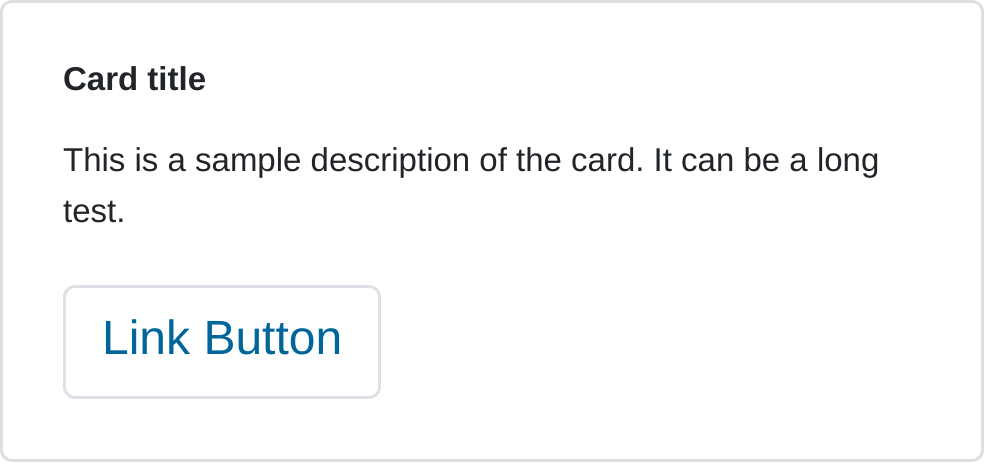 Card title
This is a sample description of the card. It can be a long
test.
Link Button